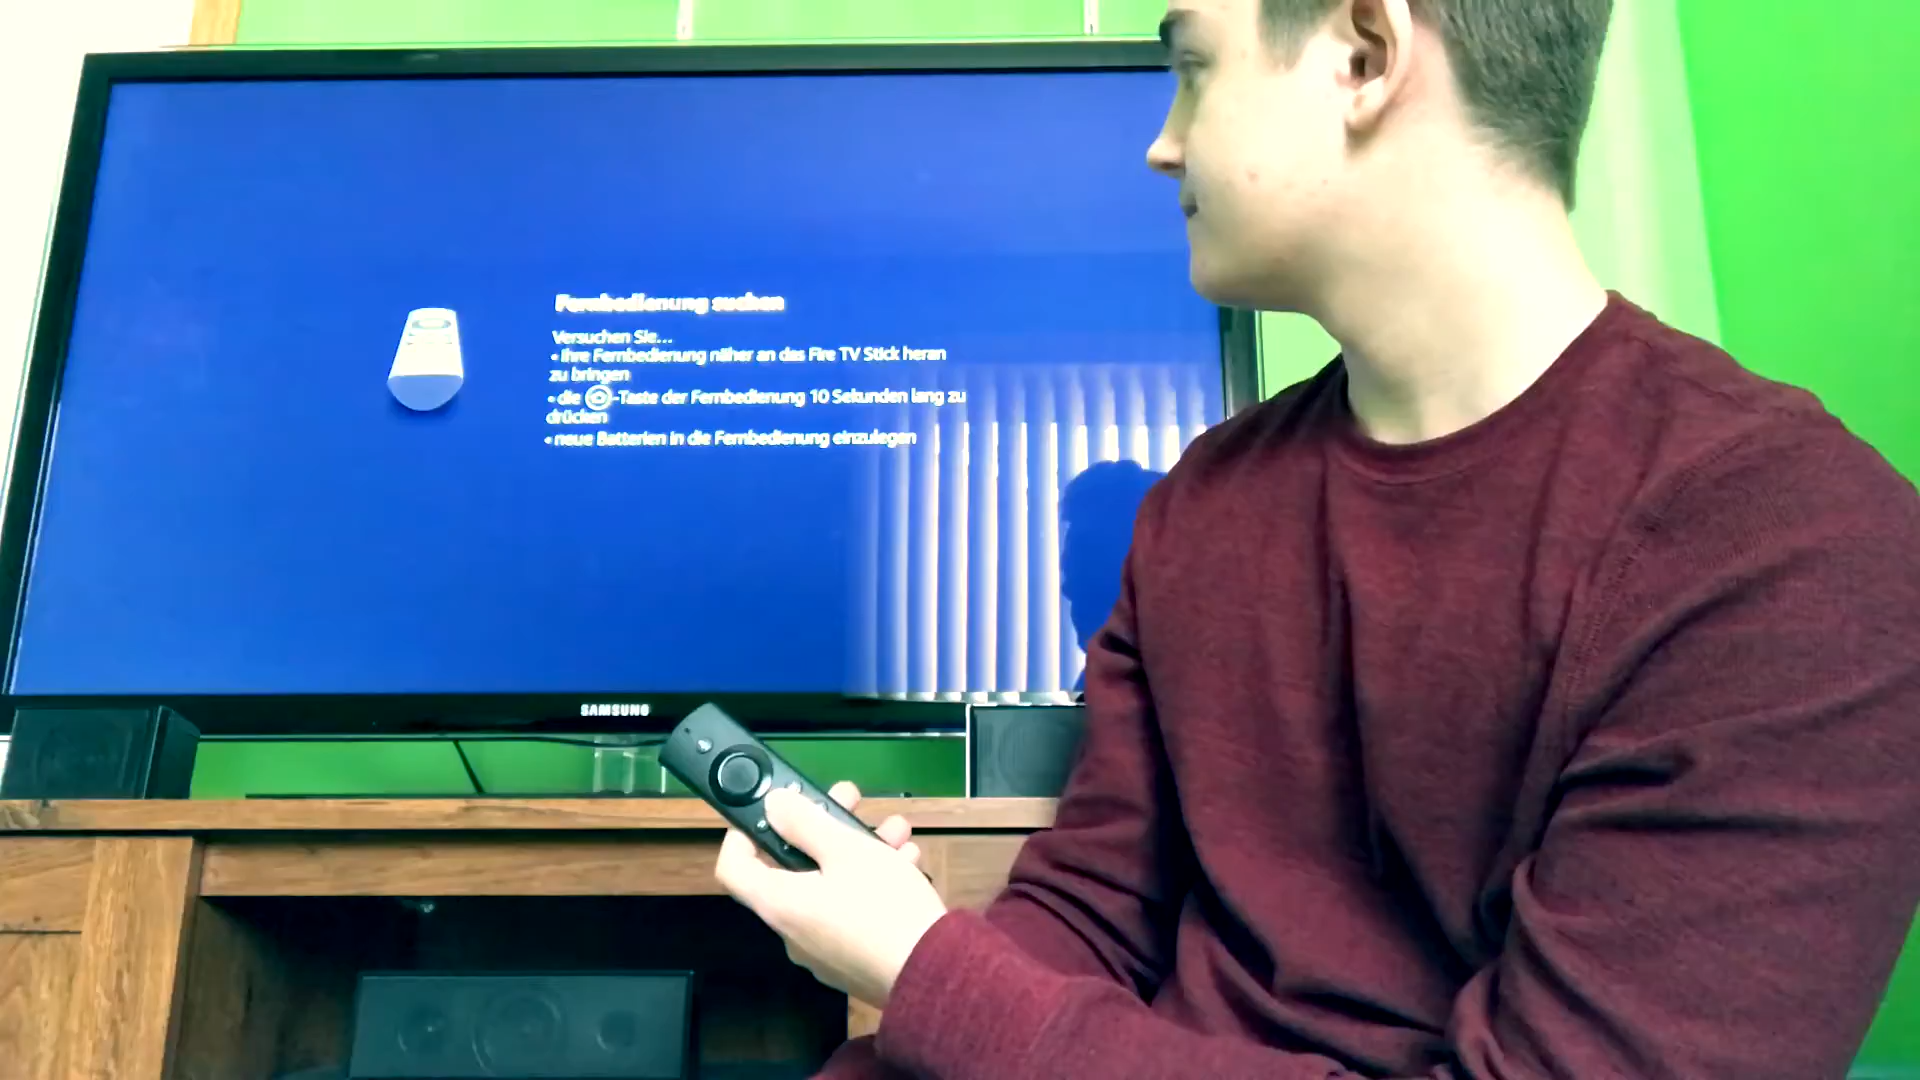 Fernbedienung suchen
Versuchen Sie...
• Ihre Fernbedienung näher an das Fire TV Stick heran
zu bringen
• die -Taste der Fernbedienung 10 Sekunden lang zu
drücken
• neue Batterien in die Fernbedienung einzulegen
SAMSUNG